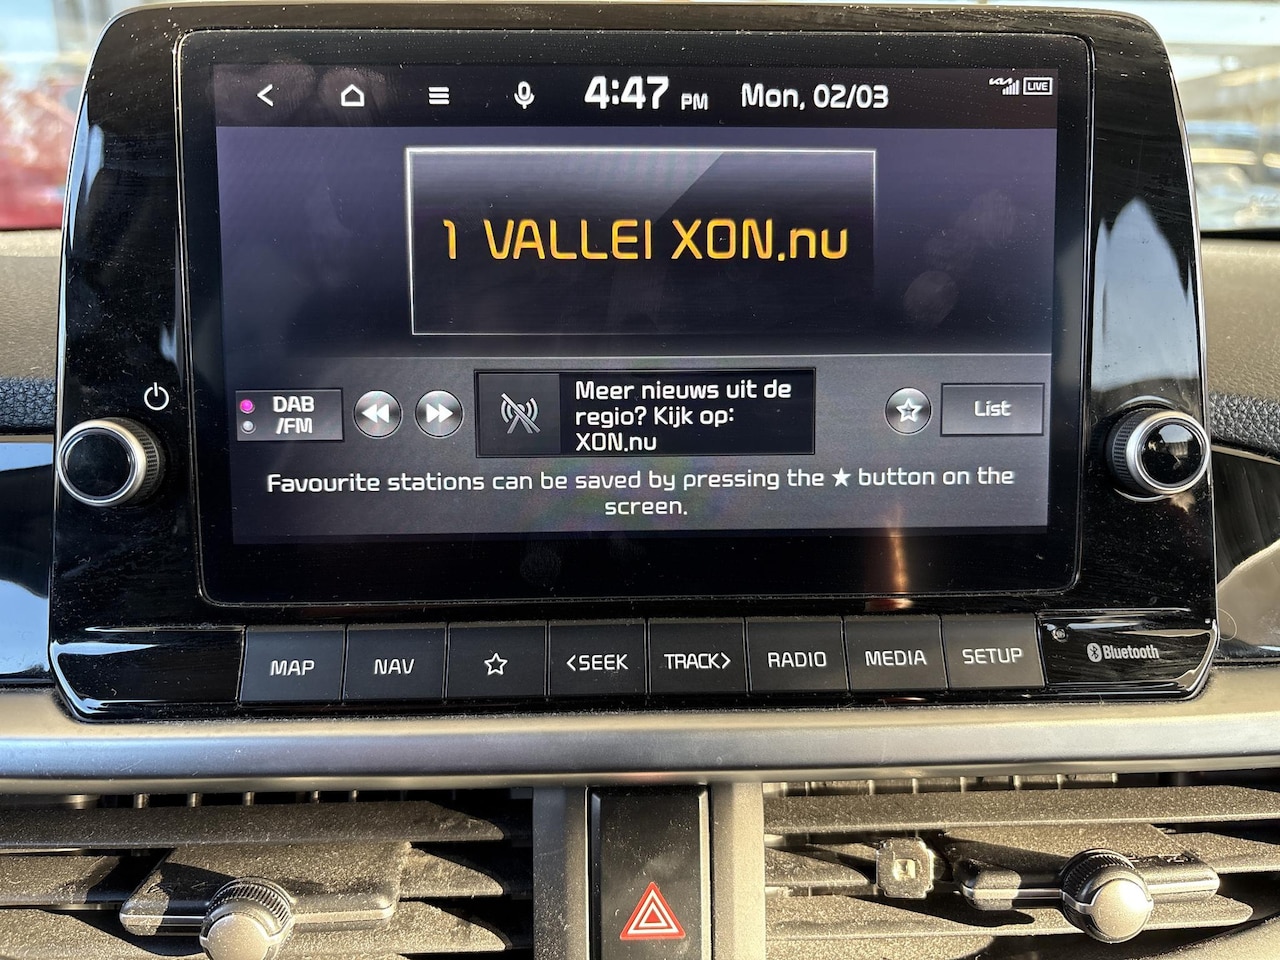 4:47 PM Mon, 02/03
KIA LIVE
1 VALLEI XON.nu
DAB
/FM
Meer nieuws uit de
regio? Kijk op:
XON.nu
List
Favourite stations can be saved by pressing the ★ button on the
screen.
MAP NAV ☆ <SEEK TRACK> RADIO MEDIA SETUP
Bluetooth